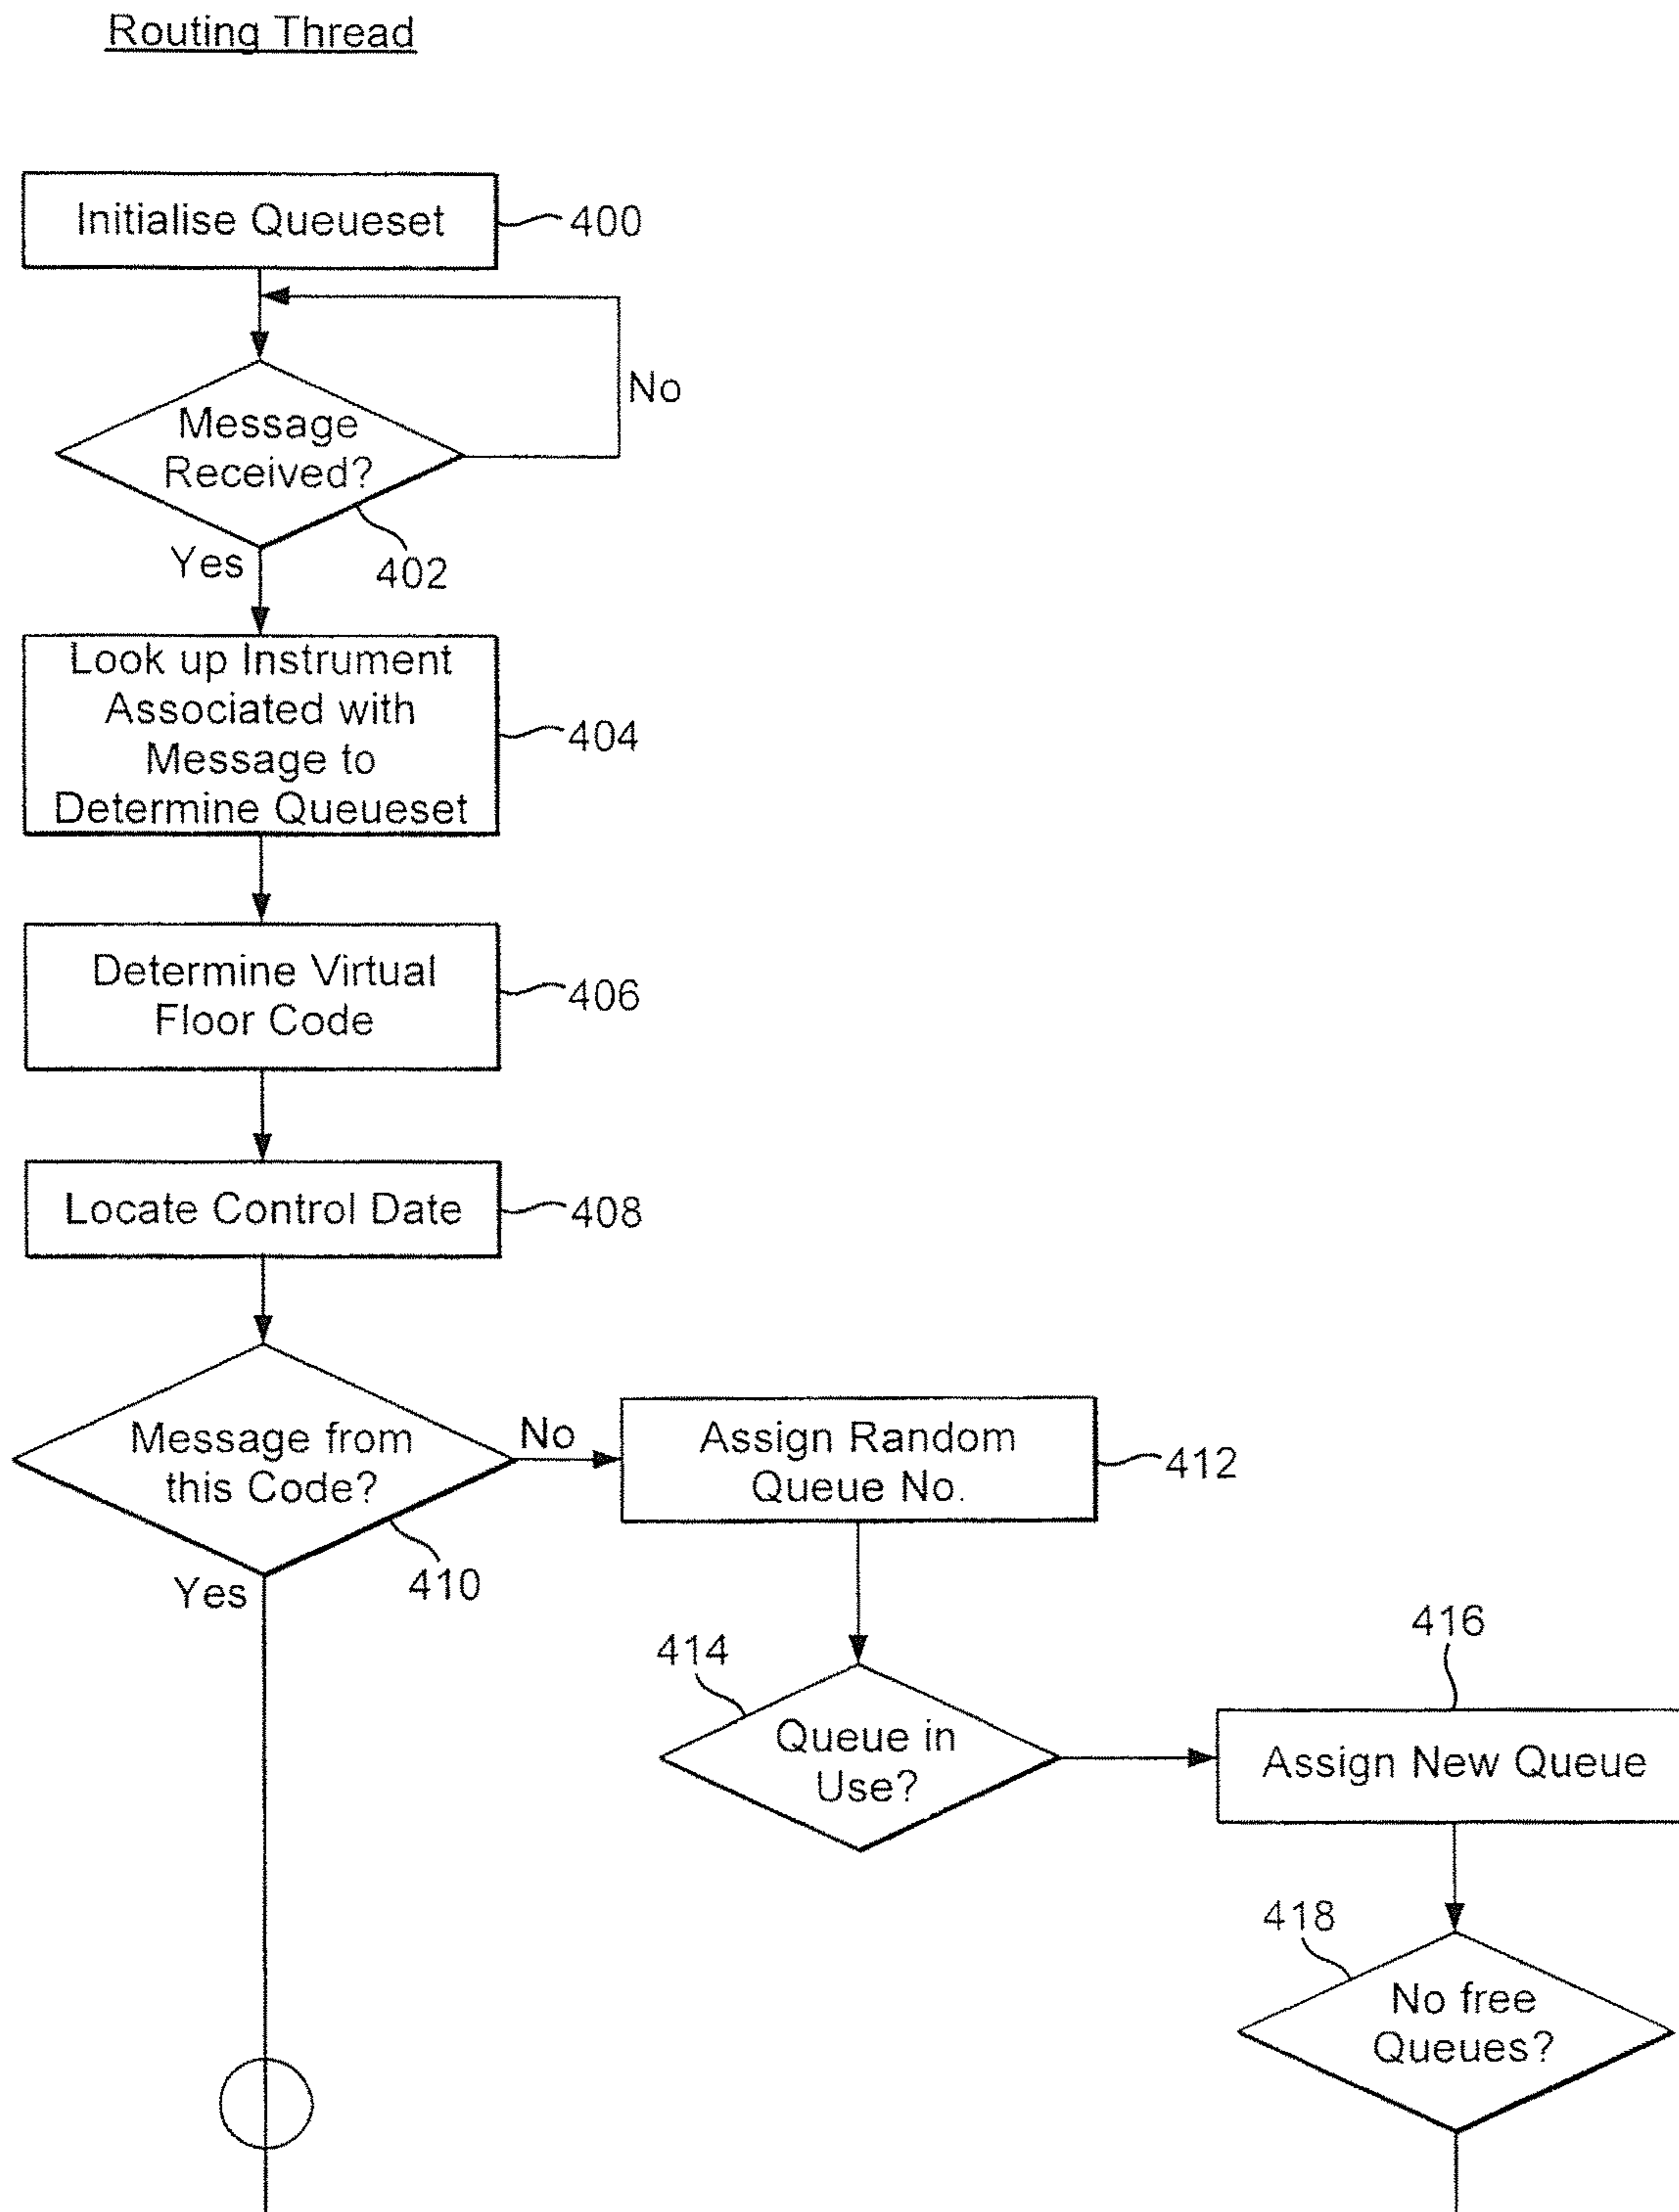 Routing Thread
Initialise Queueset
400
No
Message
Received?
Yes
402
Look up Instrument
Associated with
Message to
Determine Queueset
404
Determine Virtual
Floor Code
406
Locate Control Date
408
Message from
this Code?
No
Yes
410
Assign Random
Queue No.
412
414
Queue in
Use?
416
Assign New Queue
418
No free
Queues?